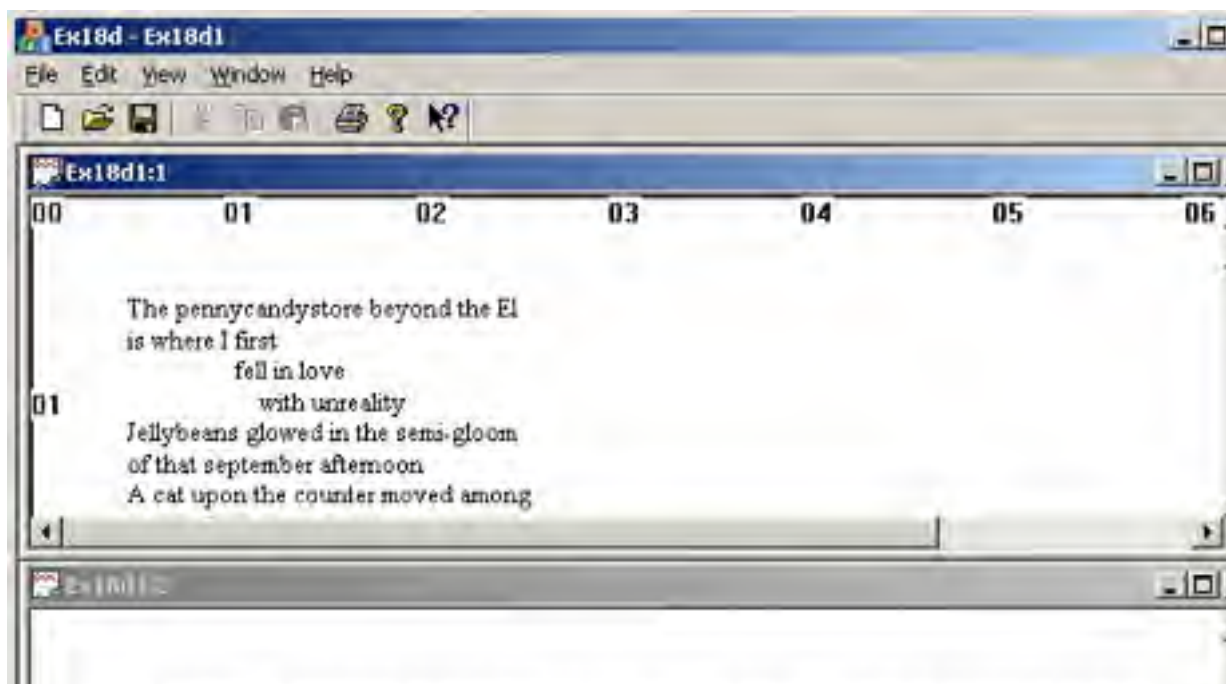 Ex18d - Ex18d1
File Edit View Window Help
Ex18d1:1
00 01 02 03 04 05 06
The pennycandystore beyond the El
is where I first
fell in love
01
with unreality
Jellybeans glowed in the semi-gloom
of that september afternoon
A cat upon the counter moved among
Ex18d1:2